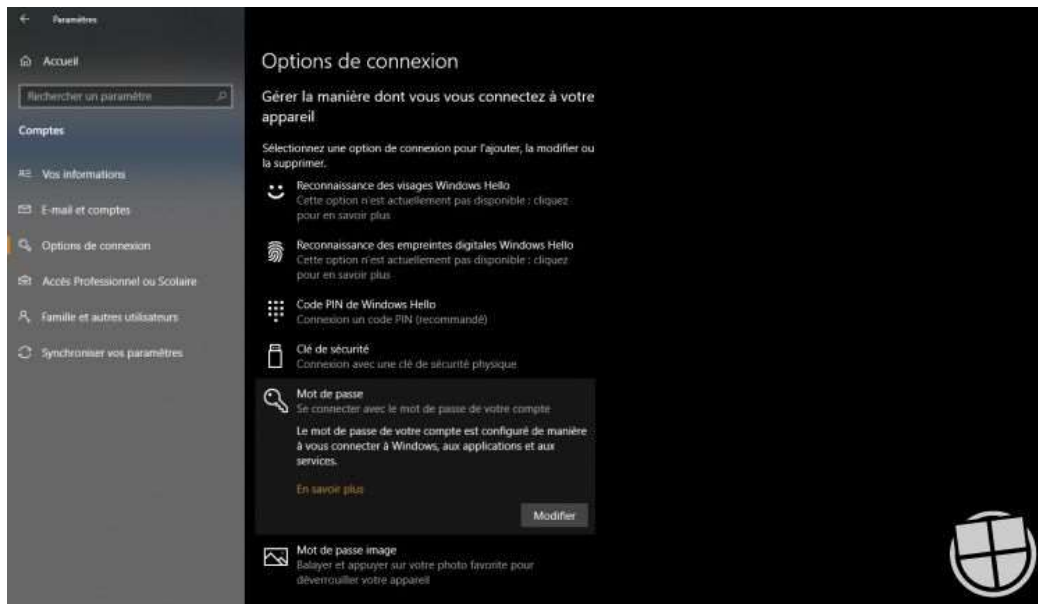 Paramètres
Accueil
Rechercher un paramètre
Comptes
Vos informations
E-mail et comptes
Options de connexion
Accès Professionnel ou Scolaire
Famille et autres utilisateurs
Synchroniser vos paramètres
Options de connexion
Gérer la manière dont vous vous connectez à votre
appareil
Sélectionnez une option de connexion pour l'ajouter, la modifier ou
la supprimer.
Reconnaissance des visages Windows Hello
Cette option n'est actuellement pas disponible : cliquez
pour en savoir plus
Reconnaissance des empreintes digitales Windows Hello
Cette option n'est actuellement pas disponible : cliquez
pour en savoir plus
Code PIN de Windows Hello
Connexion un code PIN (recommandé)
Clé de sécurité
Connexion avec une clé de sécurité physique
Mot de passe
Se connecter avec le mot de passe de votre compte
Le mot de passe de votre compte est configuré de manière
à vous connecter à Windows, aux applications et aux
services.
En savoir plus
Modifier
Mot de passe image
Balayer et appuyer sur votre photo favorite pour
déverrouiller votre appareil